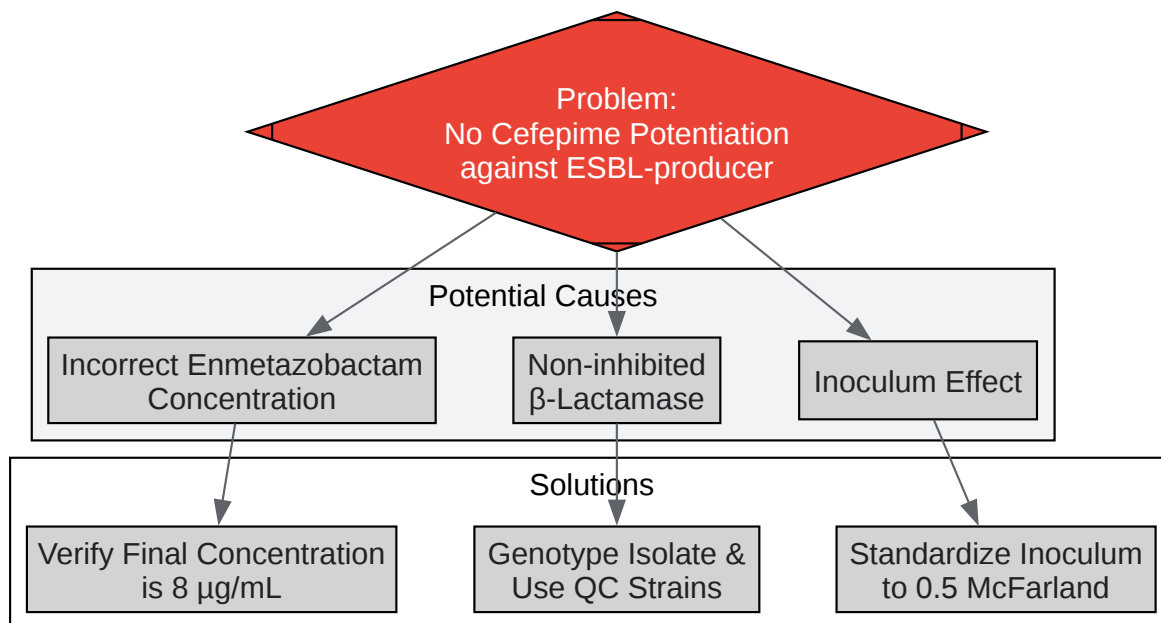 Problem:
No Cefepime Potentiation
against ESBL-producer
Potential Causes
Incorrect Enmetazobactam
Concentration
Non-inhibited
β-Lactamase
Inoculum Effect
Solutions
Verify Final Concentration
is 8 µg/mL
Genotype Isolate &
Use QC Strains
Standardize Inoculum
to 0.5 McFarland